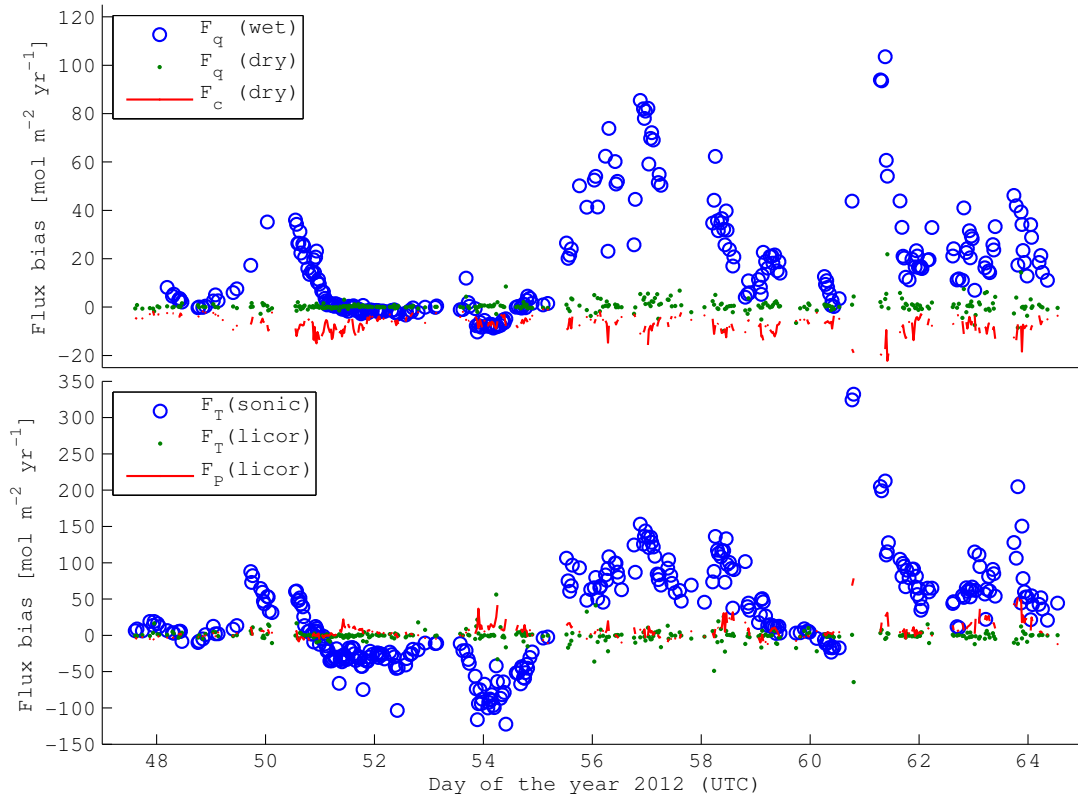 120
100
80
60
40
20
0
−20
Flux bias [mol m⁻² yr⁻¹]
F_q (wet)
F_q (dry)
F_c (dry)
350
300
250
200
150
100
50
0
−50
−100
−150
Flux bias [mol m⁻² yr⁻¹]
F_T(sonic)
F_T(licor)
F_P(licor)
48 50 52 54 56 58 60 62 64
Day of the year 2012 (UTC)